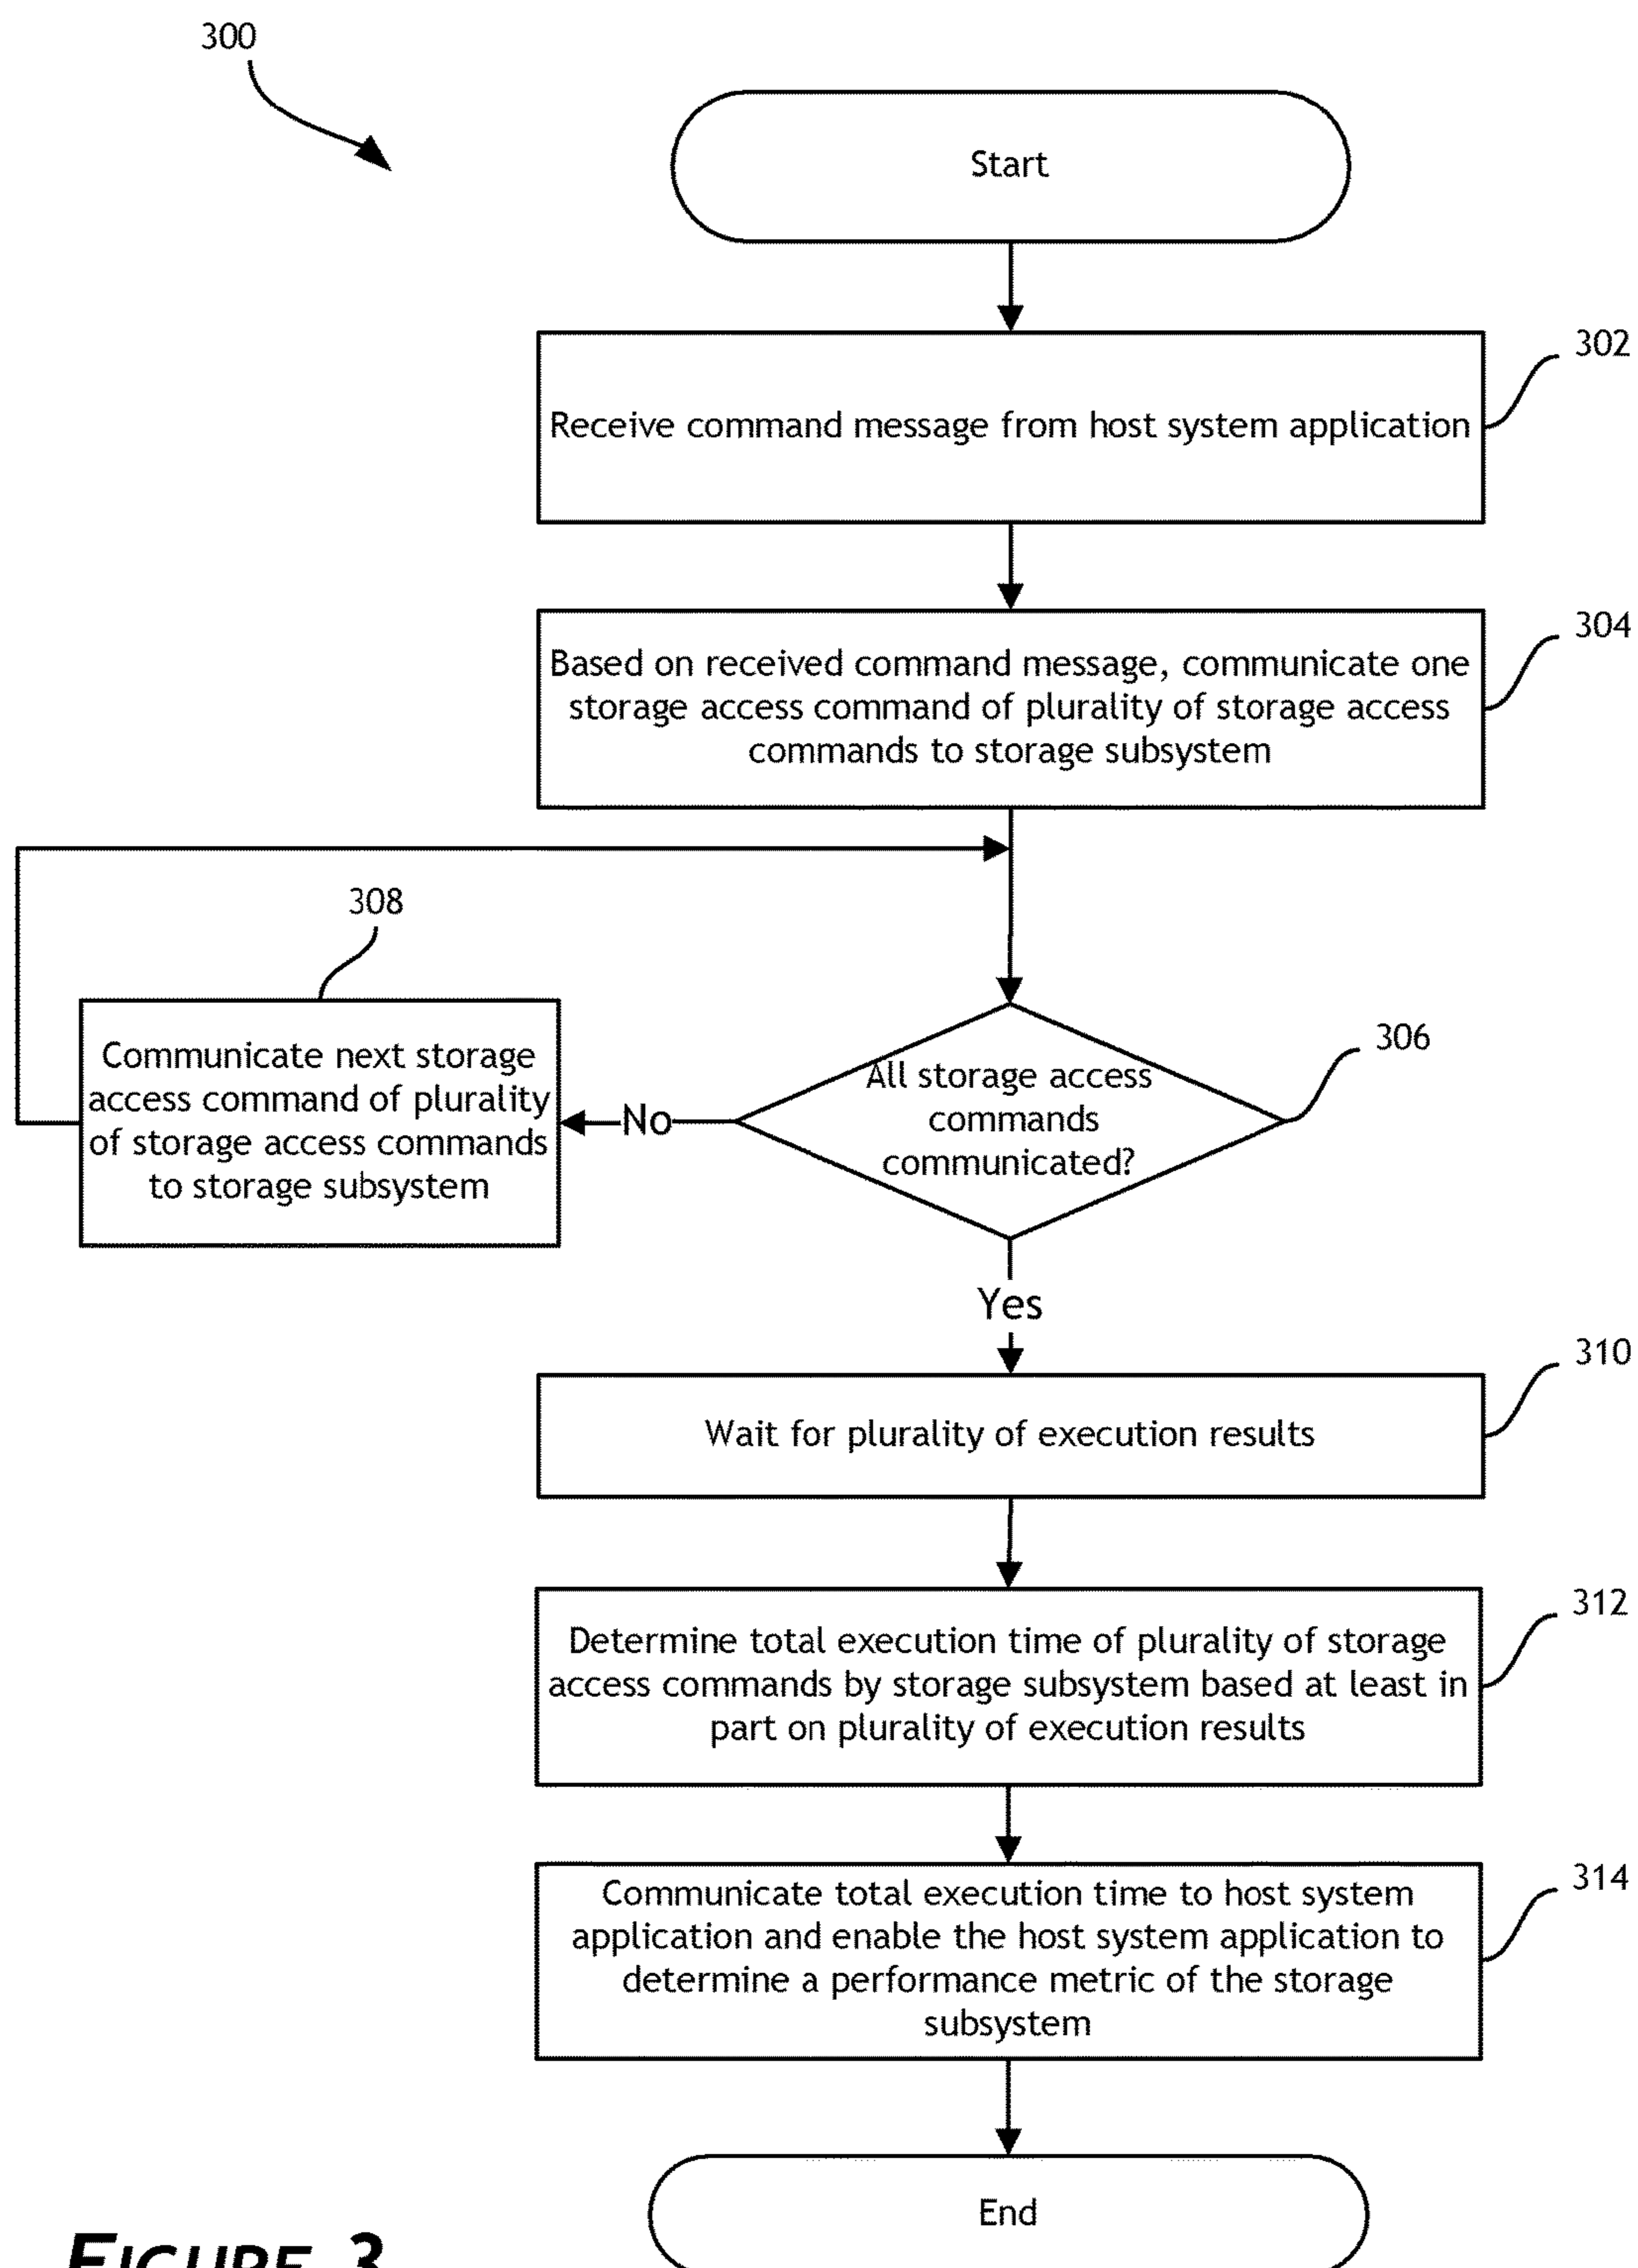 300
Start
302
Receive command message from host system application
304
Based on received command message, communicate one
storage access command of plurality of storage access
commands to storage subsystem
308
Communicate next storage
access command of plurality
of storage access commands
to storage subsystem
No
306
All storage access
commands
communicated?
Yes
310
Wait for plurality of execution results
312
Determine total execution time of plurality of storage
access commands by storage subsystem based at least in
part on plurality of execution results
314
Communicate total execution time to host system
application and enable the host system application to
determine a performance metric of the storage
subsystem
End
FIGURE 3